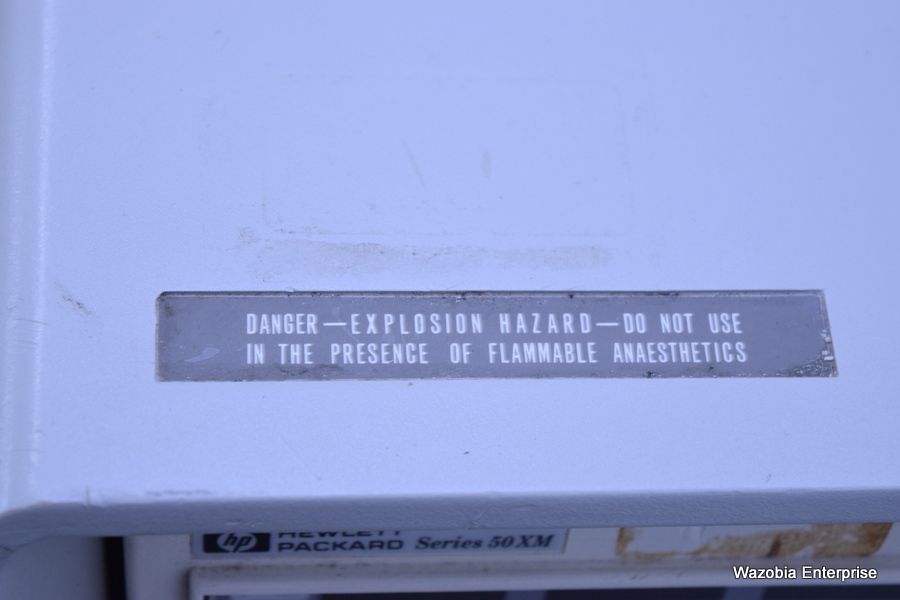 DANGER—EXPLOSION HAZARD—DO NOT USE
IN THE PRESENCE OF FLAMMABLE ANAESTHETICS
hp HEWLETT
PACKARD Series 50 XM
Wazobia Enterprise